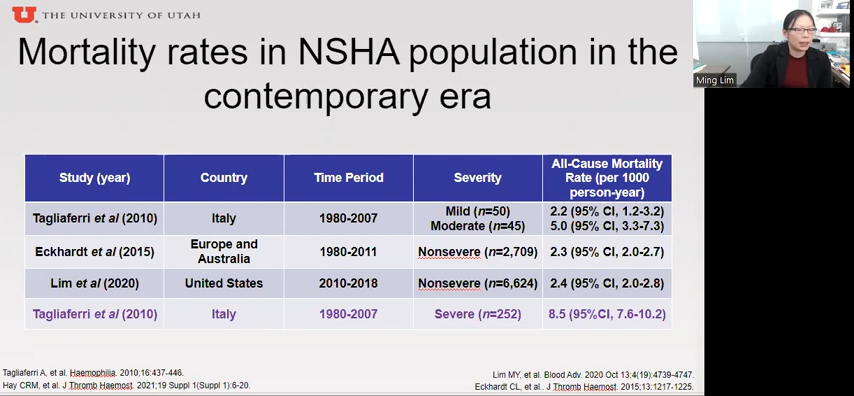 THE UNIVERSITY OF UTAH
Mortality rates in NSHA population in the
contemporary era
Ming Lim
Study (year) Country Time Period Severity All-Cause Mortality Rate (per 1000 person-year)
Tagliaferri et al (2010) Italy 1980-2007 Mild (n=50) 2.2 (95% CI, 1.2-3.2)
Moderate (n=45) 5.0 (95% CI, 3.3-7.3)
Eckhardt et al (2015) Europe and Australia 1980-2011 Nonsevere (n=2,709) 2.3 (95% CI, 2.0-2.7)
Lim et al (2020) United States 2010-2018 Nonsevere (n=6,624) 2.4 (95% CI, 2.0-2.8)
Tagliaferri et al (2010) Italy 1980-2007 Severe (n=252) 8.5 (95%CI, 7.6-10.2)
Tagliaferri A, et al. Haemophilia. 2010;16:437-446.
Hay CRM, et al. J Thromb Haemost. 2021;19 Suppl 1(Suppl 1):6-20.
Lim MY, et al. Blood Adv. 2020 Oct 13;4(19):4739-4747.
Eckhardt CL, et al.. J Thromb Haemost. 2015;13:1217-1225.